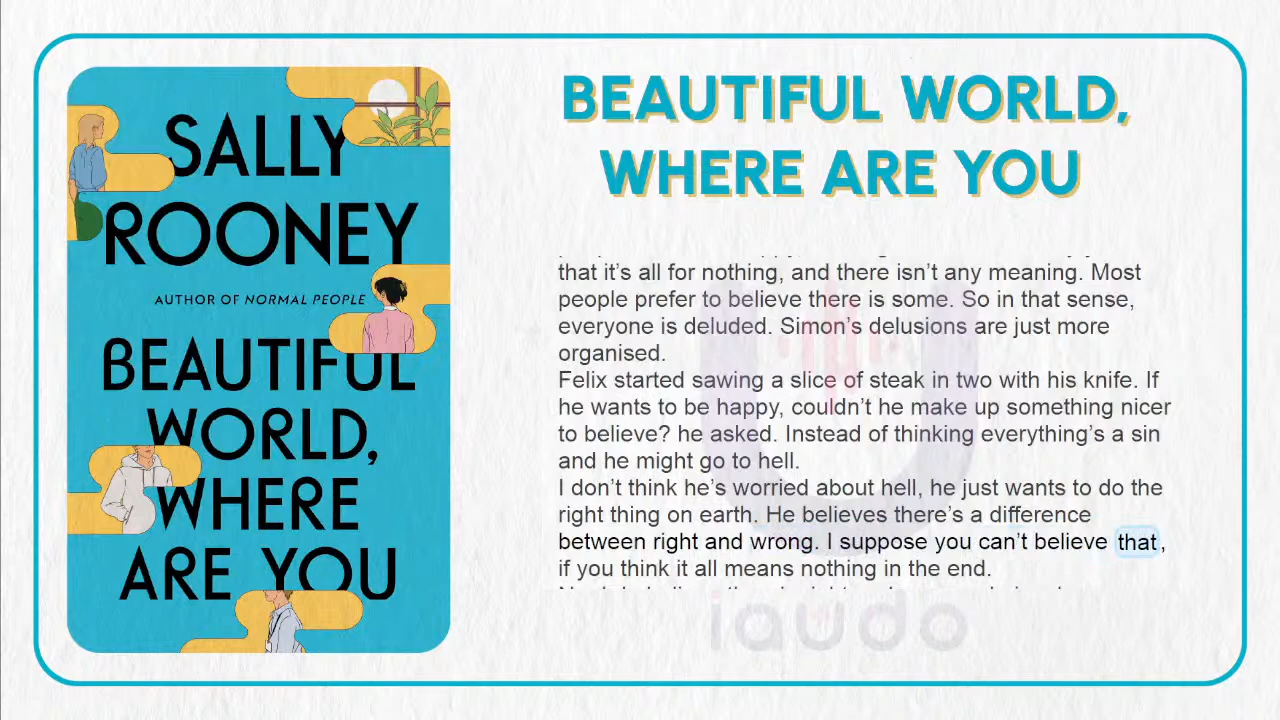 SALLY
ROONEY
AUTHOR OF NORMAL PEOPLE
BEAUTIFUL
WORLD,
WHERE
ARE YOU
BEAUTIFUL WORLD,
WHERE ARE YOU
that it's all for nothing, and there isn't any meaning. Most
people prefer to believe there is some. So in that sense,
everyone is deluded. Simon's delusions are just more
organised.
Felix started sawing a slice of steak in two with his knife. If
he wants to be happy, couldn't he make up something nicer
to believe? he asked. Instead of thinking everything's a sin
and he might go to hell.
I don't think he's worried about hell, he just wants to do the
right thing on earth. He believes there's a difference
between right and wrong. I suppose you can't believe that,
if you think it all means nothing in the end.
iaudo